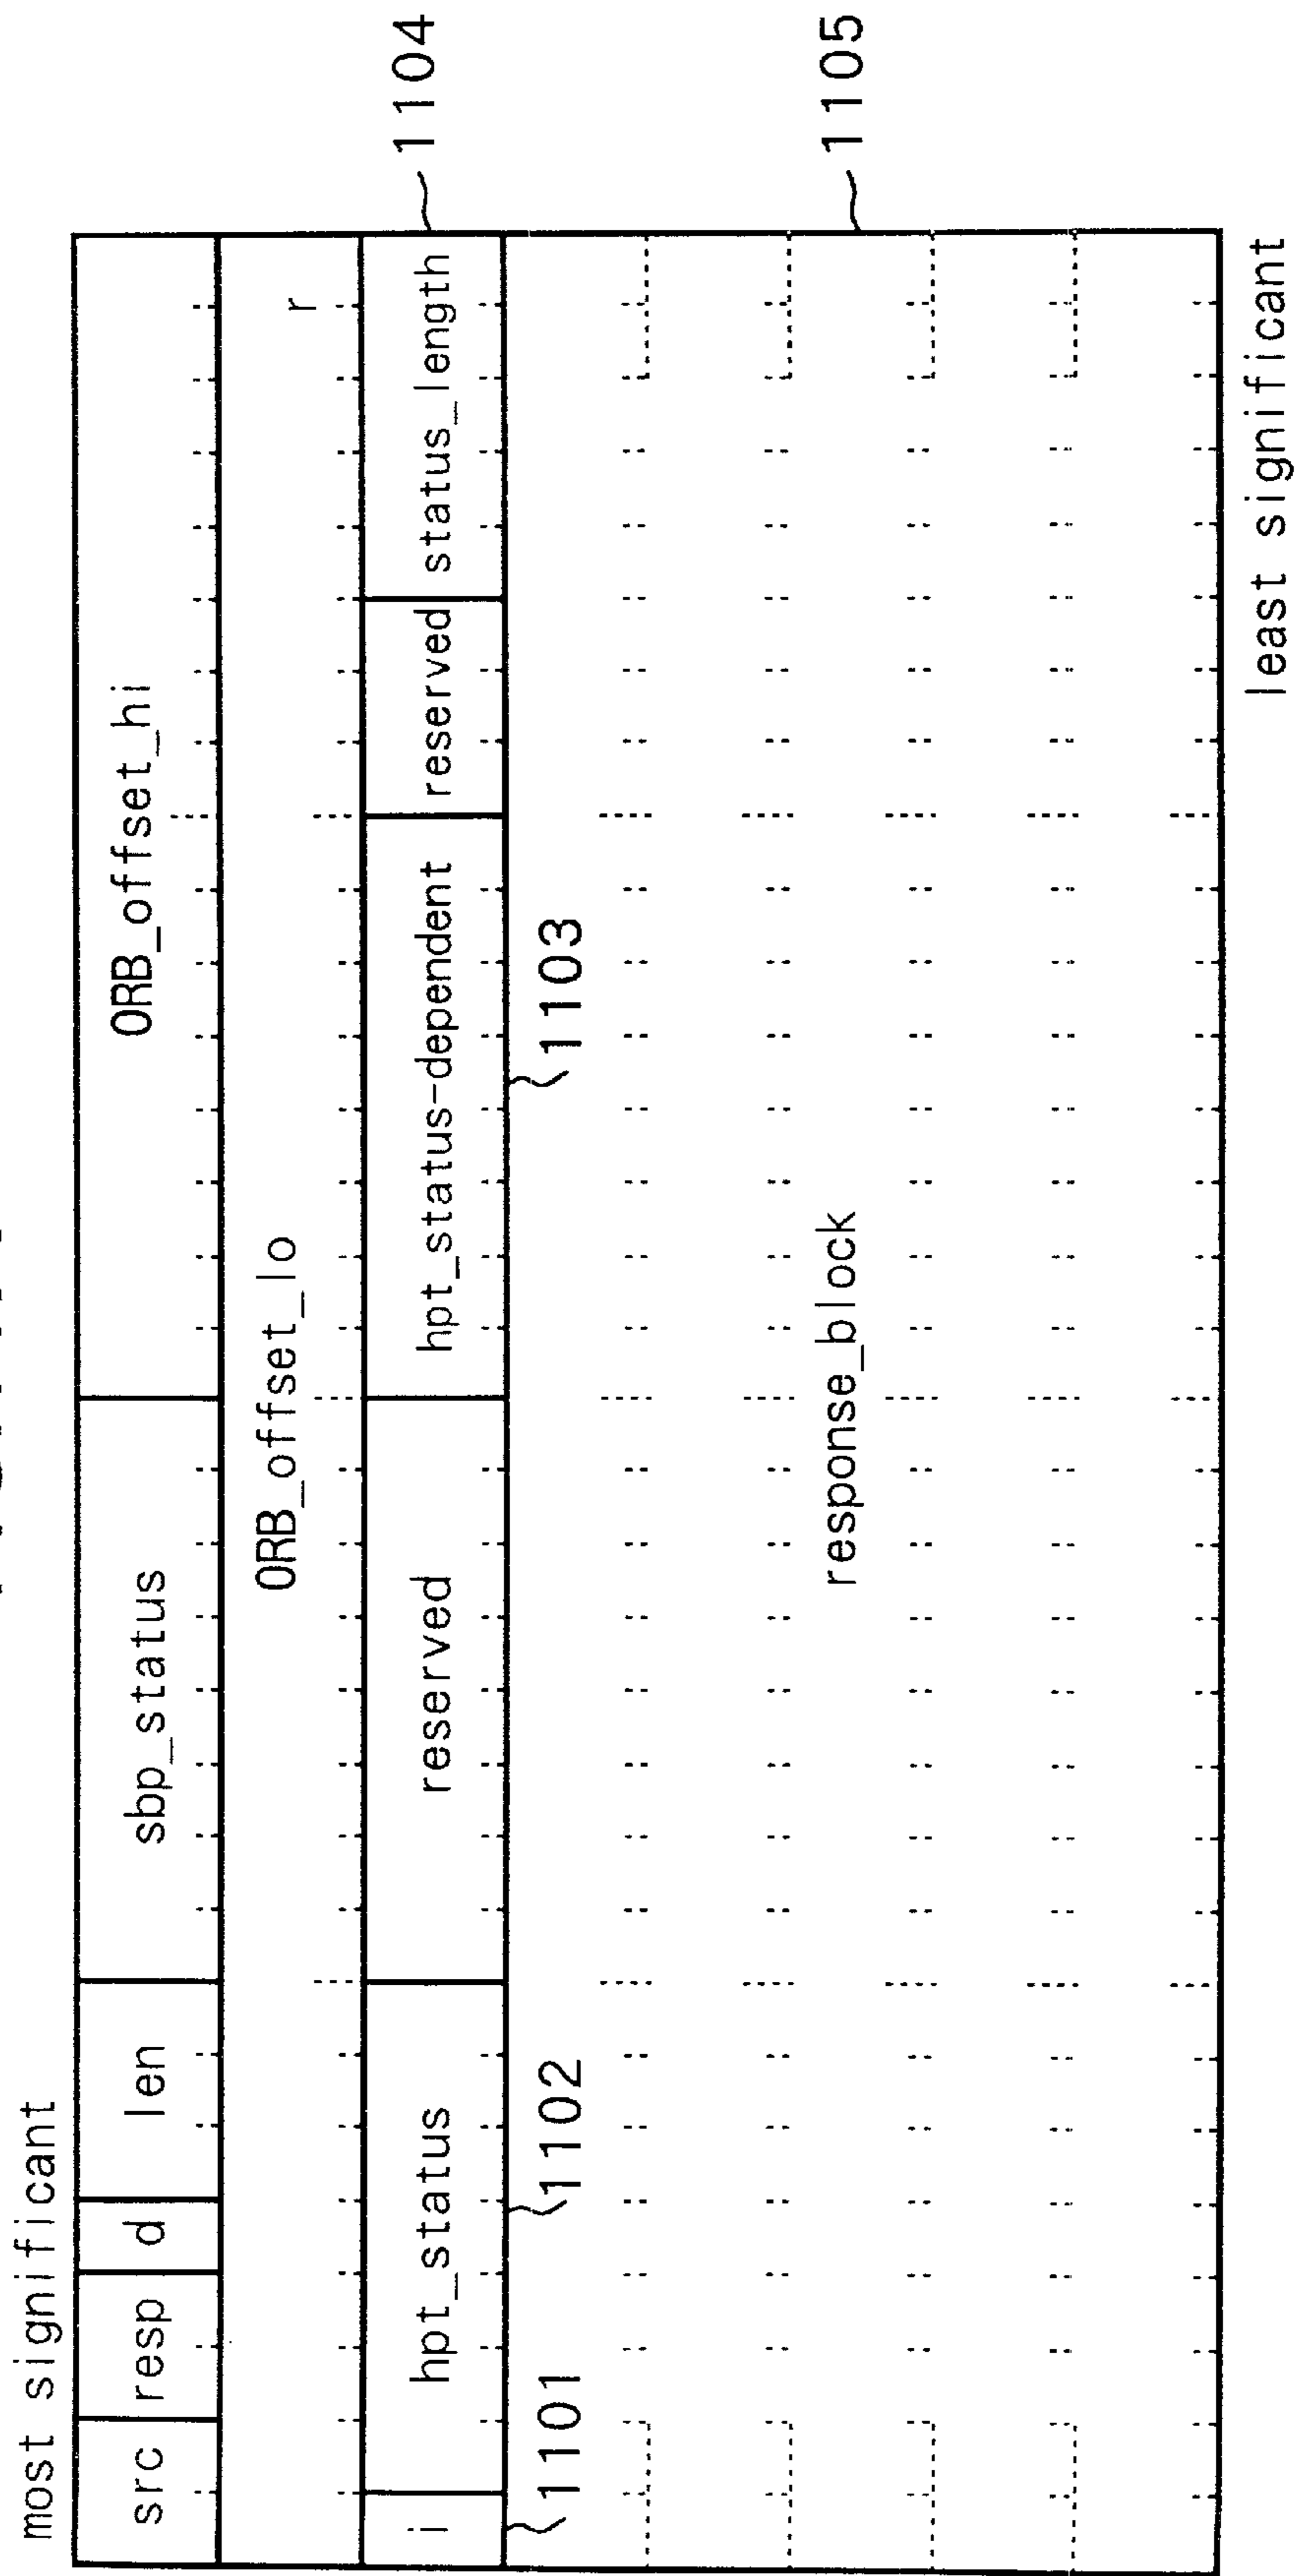 most significant
src resp d len sbp_status ORB_offset_hi
ORB_offset_lo r
i hpt_status reserved hpt_status-dependent reserved status_length 1104
1101 1102 1103
response_block 1105
least significant